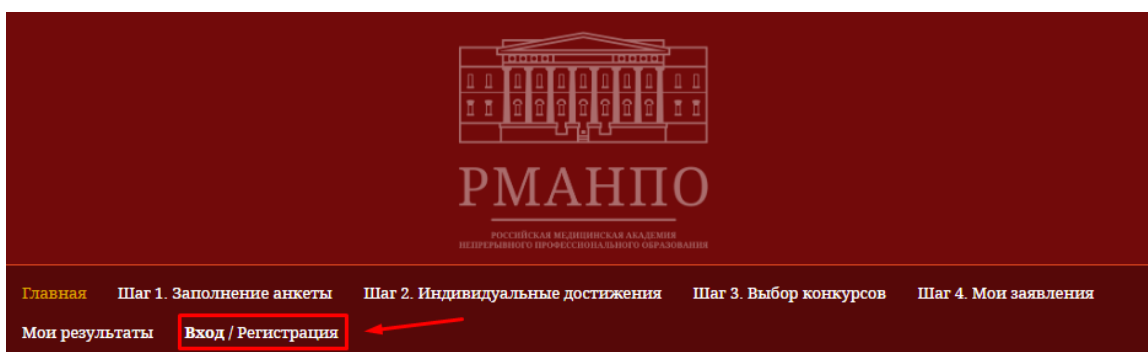 РМАНПО
РОССИЙСКАЯ МЕДИЦИНСКАЯ АКАДЕМИЯ
НЕПРЕРЫВНОГО ПРОФЕССИОНАЛЬНОГО ОБРАЗОВАНИЯ
Главная Шаг 1. Заполнение анкеты Шаг 2. Индивидуальные достижения Шаг 3. Выбор конкурсов Шаг 4. Мои заявления
Мои результаты Вход / Регистрация